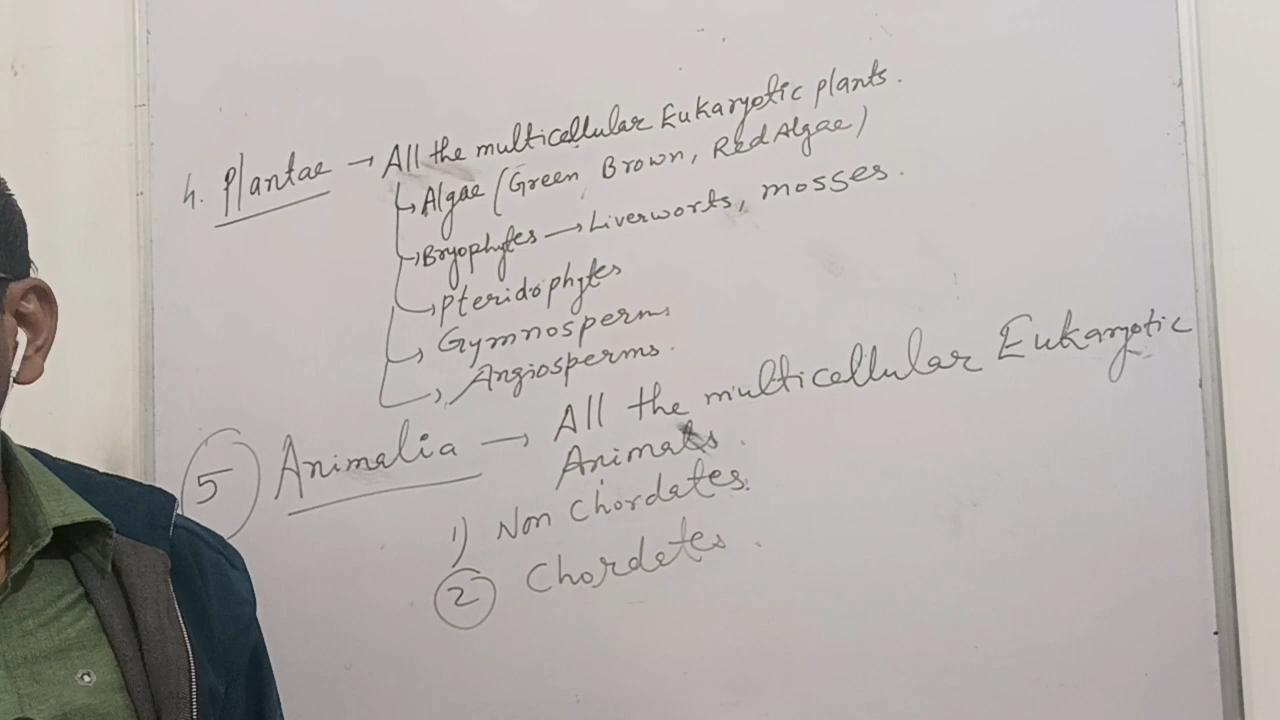 4. Plantae → All the multicellular Eukaryotic plants.
→ Algae (Green Brown, Red Algae)
→ Bryophytes → Liverworts, mosses.
→ Pteridophytes
→ Gymnosperms
→ Angiosperms.
5 Animalia → All the multicellular Eukaryotic
Animals.
1) Non Chordates.
2 Chordates.